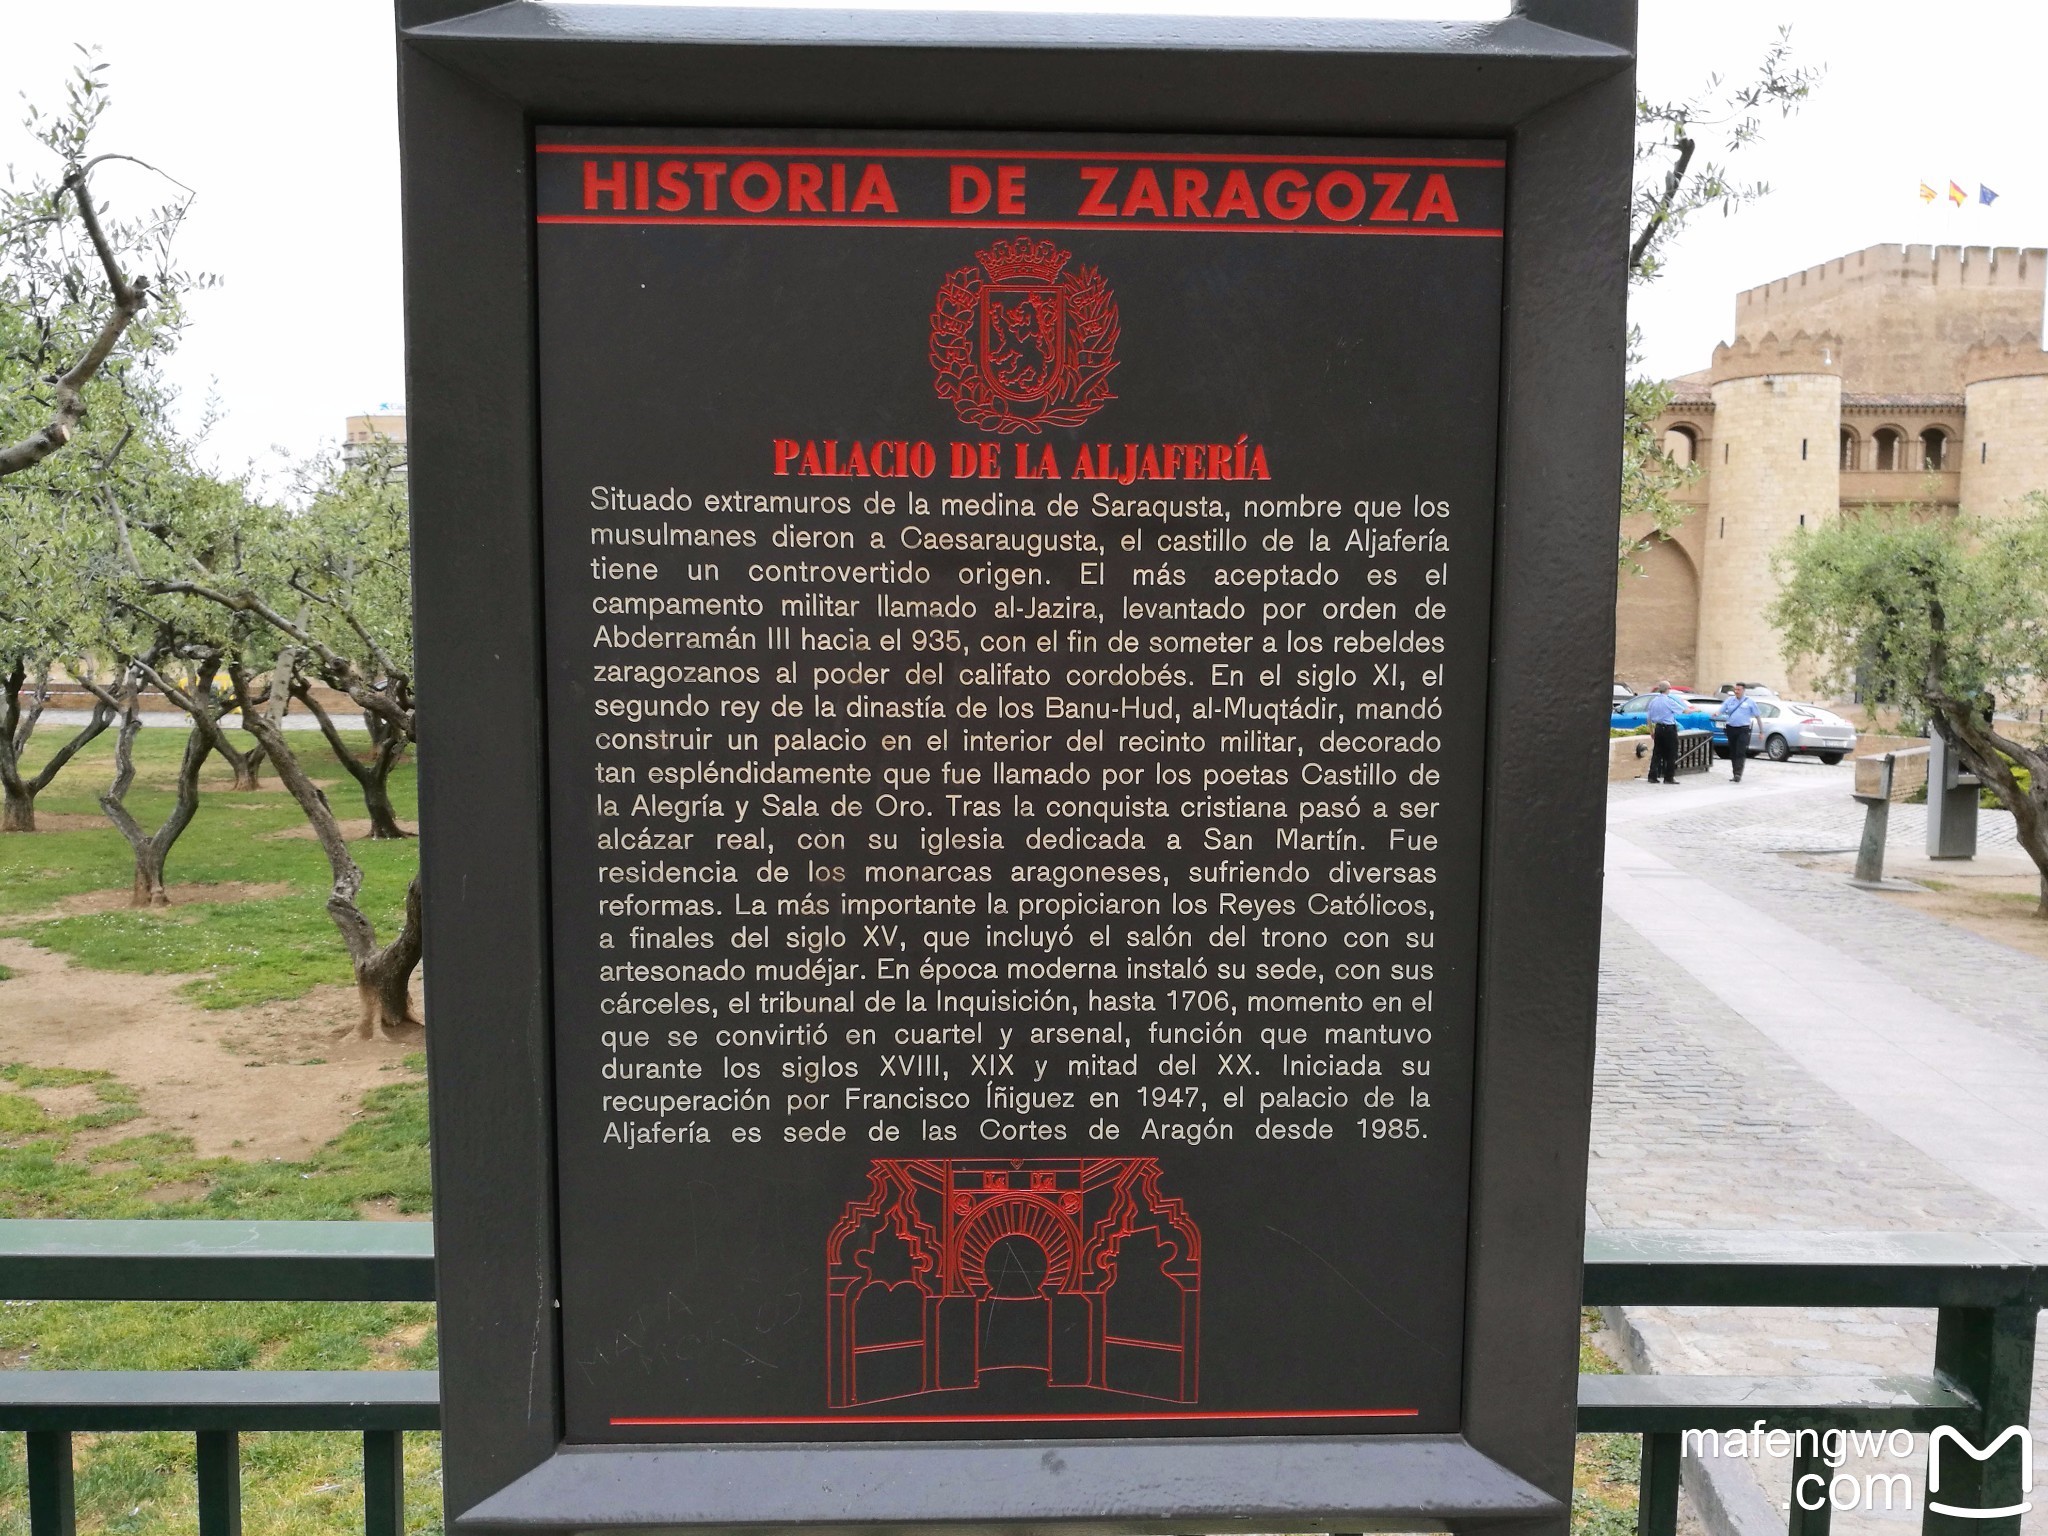 HISTORIA DE ZARAGOZA
PALACIO DE LA ALJAFERÍA
Situado extramuros de la medina de Saraqusta, nombre que los
musulmanes dieron a Caesaraugusta, el castillo de la Aljafería
tiene un controvertido origen. El más aceptado es el
campamento militar llamado al-Jazira, levantado por orden de
Abderramán III hacia el 935, con el fin de someter a los rebeldes
zaragozanos al poder del califato cordobés. En el siglo XI, el
segundo rey de la dinastía de los Banu-Hud, al-Muqtádir, mandó
construir un palacio en el interior del recinto militar, decorado
tan espléndidamente que fue llamado por los poetas Castillo de
la Alegría y Sala de Oro. Tras la conquista cristiana pasó a ser
alcázar real, con su iglesia dedicada a San Martín. Fue
residencia de los monarcas aragoneses, sufriendo diversas
reformas. La más importante la propiciaron los Reyes Católicos,
a finales del siglo XV, que incluyó el salón del trono con su
artesonado mudéjar. En época moderna instaló su sede, con sus
cárceles, el tribunal de la Inquisición, hasta 1706, momento en el
que se convirtió en cuartel y arsenal, función que mantuvo
durante los siglos XVIII, XIX y mitad del XX. Iniciada su
recuperación por Francisco Íñiguez en 1947, el palacio de la
Aljafería es sede de las Cortes de Aragón desde 1985.
mafengwo
.com